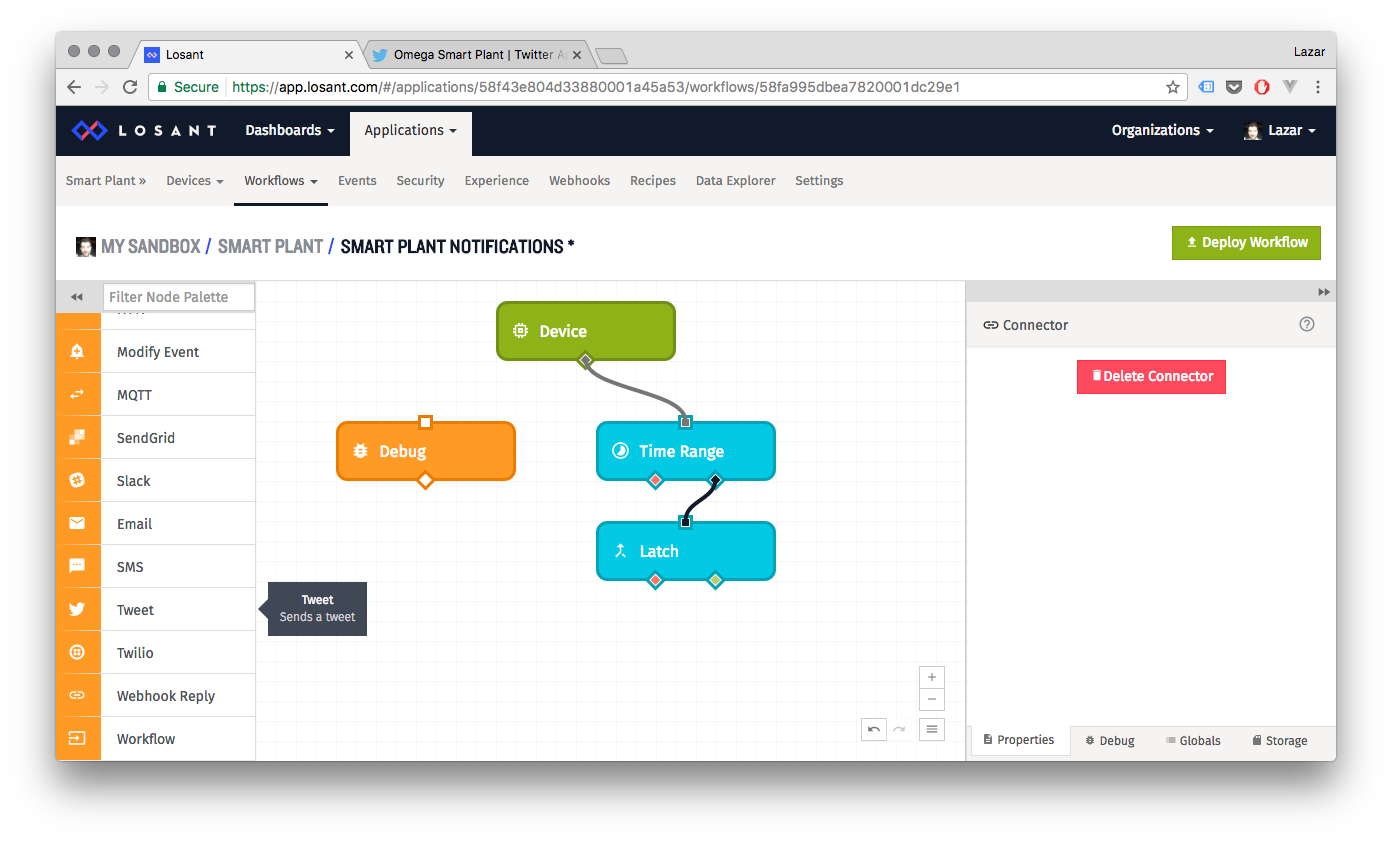 Losant
Omega Smart Plant | Twitter A
Lazar
Secure
https://app.losant.com/#/applications/58f43e804d33880001a45a53/workflows/58fa995dbea7820001dc29e1
LOSANT
Dashboards
Applications
Organizations
Lazar
Smart Plant »
Devices
Workflows
Events
Security
Experience
Webhooks
Recipes
Data Explorer
Settings
MY SANDBOX / SMART PLANT / SMART PLANT NOTIFICATIONS *
Deploy Workflow
Filter Node Palette
Modify Event
MQTT
SendGrid
Slack
Email
SMS
Tweet
Twilio
Webhook Reply
Workflow
Tweet
Sends a tweet
Device
Debug
Time Range
Latch
Connector
Delete Connector
Properties
Debug
Globals
Storage